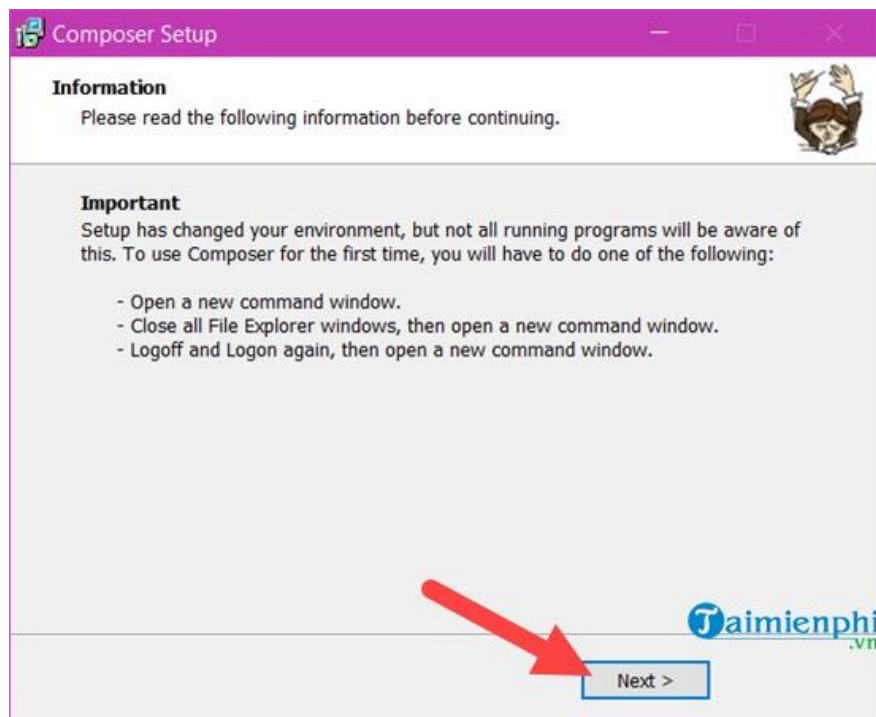 Composer Setup
Information
Please read the following information before continuing.
Important
Setup has changed your environment, but not all running programs will be aware of
this. To use Composer for the first time, you will have to do one of the following:
- Open a new command window.
- Close all File Explorer windows, then open a new command window.
- Logoff and Logon again, then open a new command window.
Taimienphi
.vn
Next >